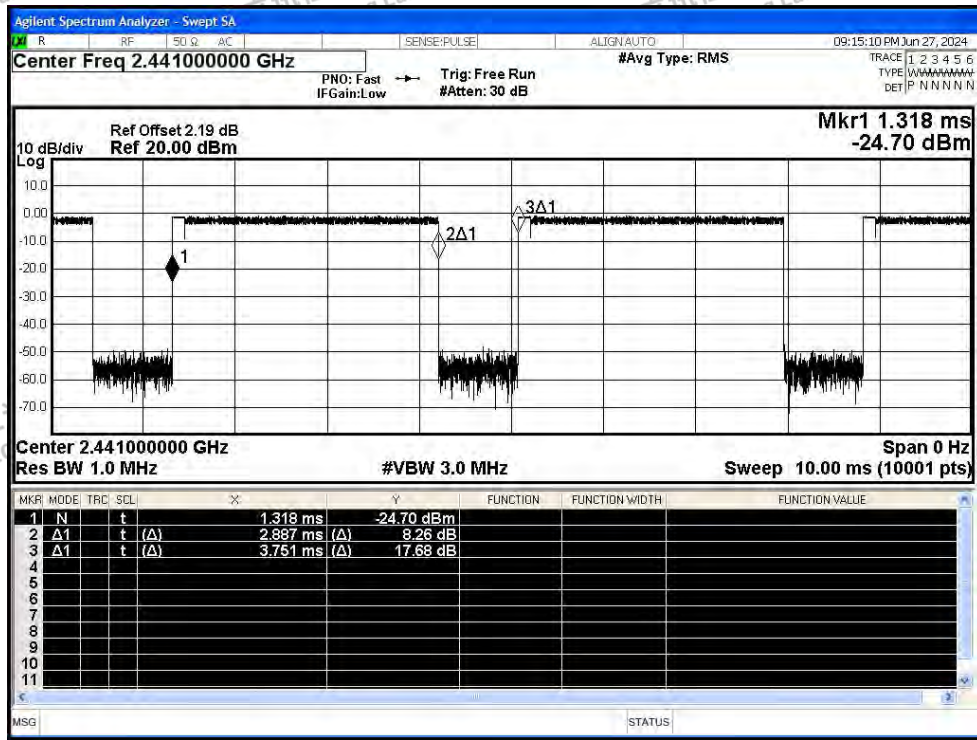 Agilent Spectrum Analyzer - Swept SA
LXI R RF 50 Ω AC SENSE:PULSE ALIGN AUTO 09:15:10 PM Jun 27, 2024
Center Freq 2.441000000 GHz
PNO: Fast
IFGain:Low
Trig: Free Run
#Atten: 30 dB
#Avg Type: RMS
TRACE 1 2 3 4 5 6
TYPE
DET P N N N N N
Mkr1 1.318 ms
-24.70 dBm
Ref Offset 2.19 dB
10 dB/div Ref 20.00 dBm
Log
10.0
0.00
-10.0
-20.0
-30.0
-40.0
-50.0
-60.0
-70.0
1
2Δ1
3Δ1
Center 2.441000000 GHz Span 0 Hz
Res BW 1.0 MHz #VBW 3.0 MHz Sweep 10.00 ms (10001 pts)
MKR MODE TRC SCL X Y FUNCTION FUNCTION WIDTH FUNCTION VALUE
1 N t 1.318 ms -24.70 dBm
2 Δ1 t (Δ) 2.887 ms (Δ) 8.26 dB
3 Δ1 t (Δ) 3.751 ms (Δ) 17.68 dB
4
5
6
7
8
9
10
11
MSG STATUS